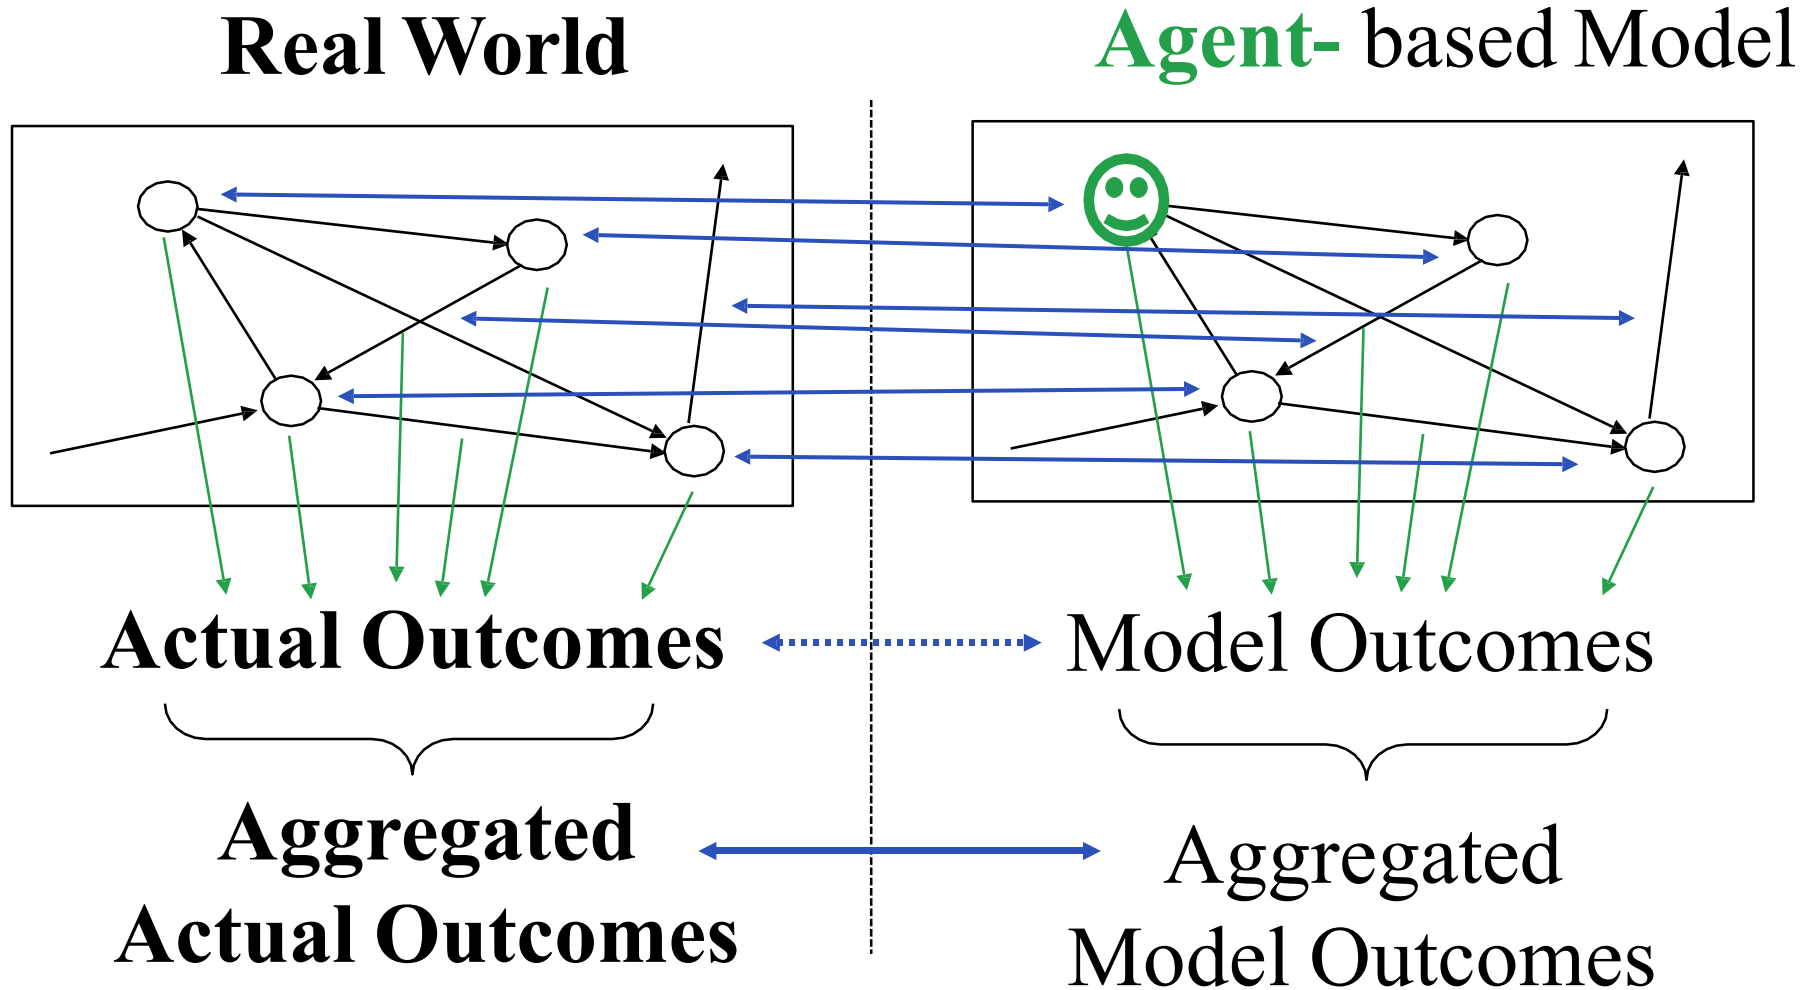 Real World
Agent- based Model
Actual Outcomes
Model Outcomes
Aggregated
Actual Outcomes
Aggregated
Model Outcomes